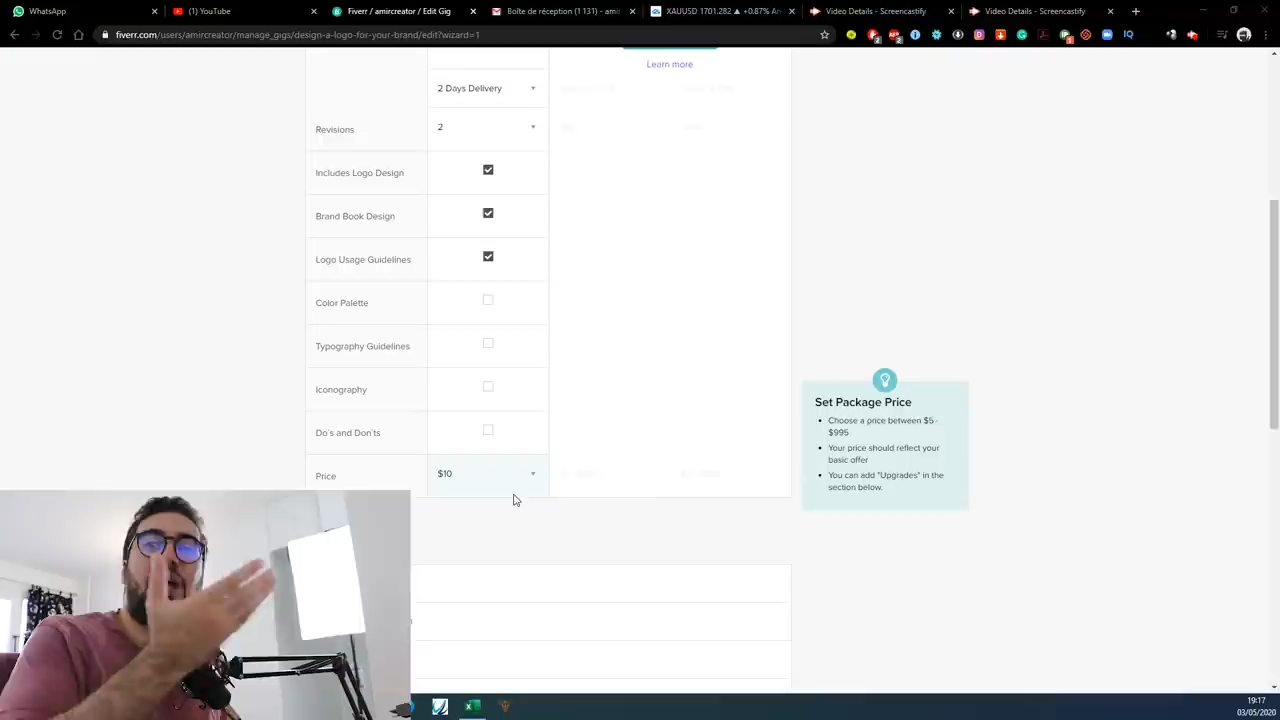 WhatsApp
(1) YouTube
Fiverr / amircreator / Edit Gig
Boîte de réception (1 131) - amis
XAUUSD 1701.282 ▲ +0.87% An
Video Details - Screencastify
Video Details - Screencastify
fiverr.com/users/amircreator/manage_gigs/design-a-logo-for-your-brand/edit?wizard=1
Learn more
2 Days Delivery
Revisions
2
Includes Logo Design
Brand Book Design
Logo Usage Guidelines
Color Palette
Typography Guidelines
Iconography
Do's and Don'ts
Price
$10
Set Package Price
Choose a price between $5 -
$995
Your price should reflect your
basic offer
You can add "Upgrades" in the
section below.
19:17
03/05/2020